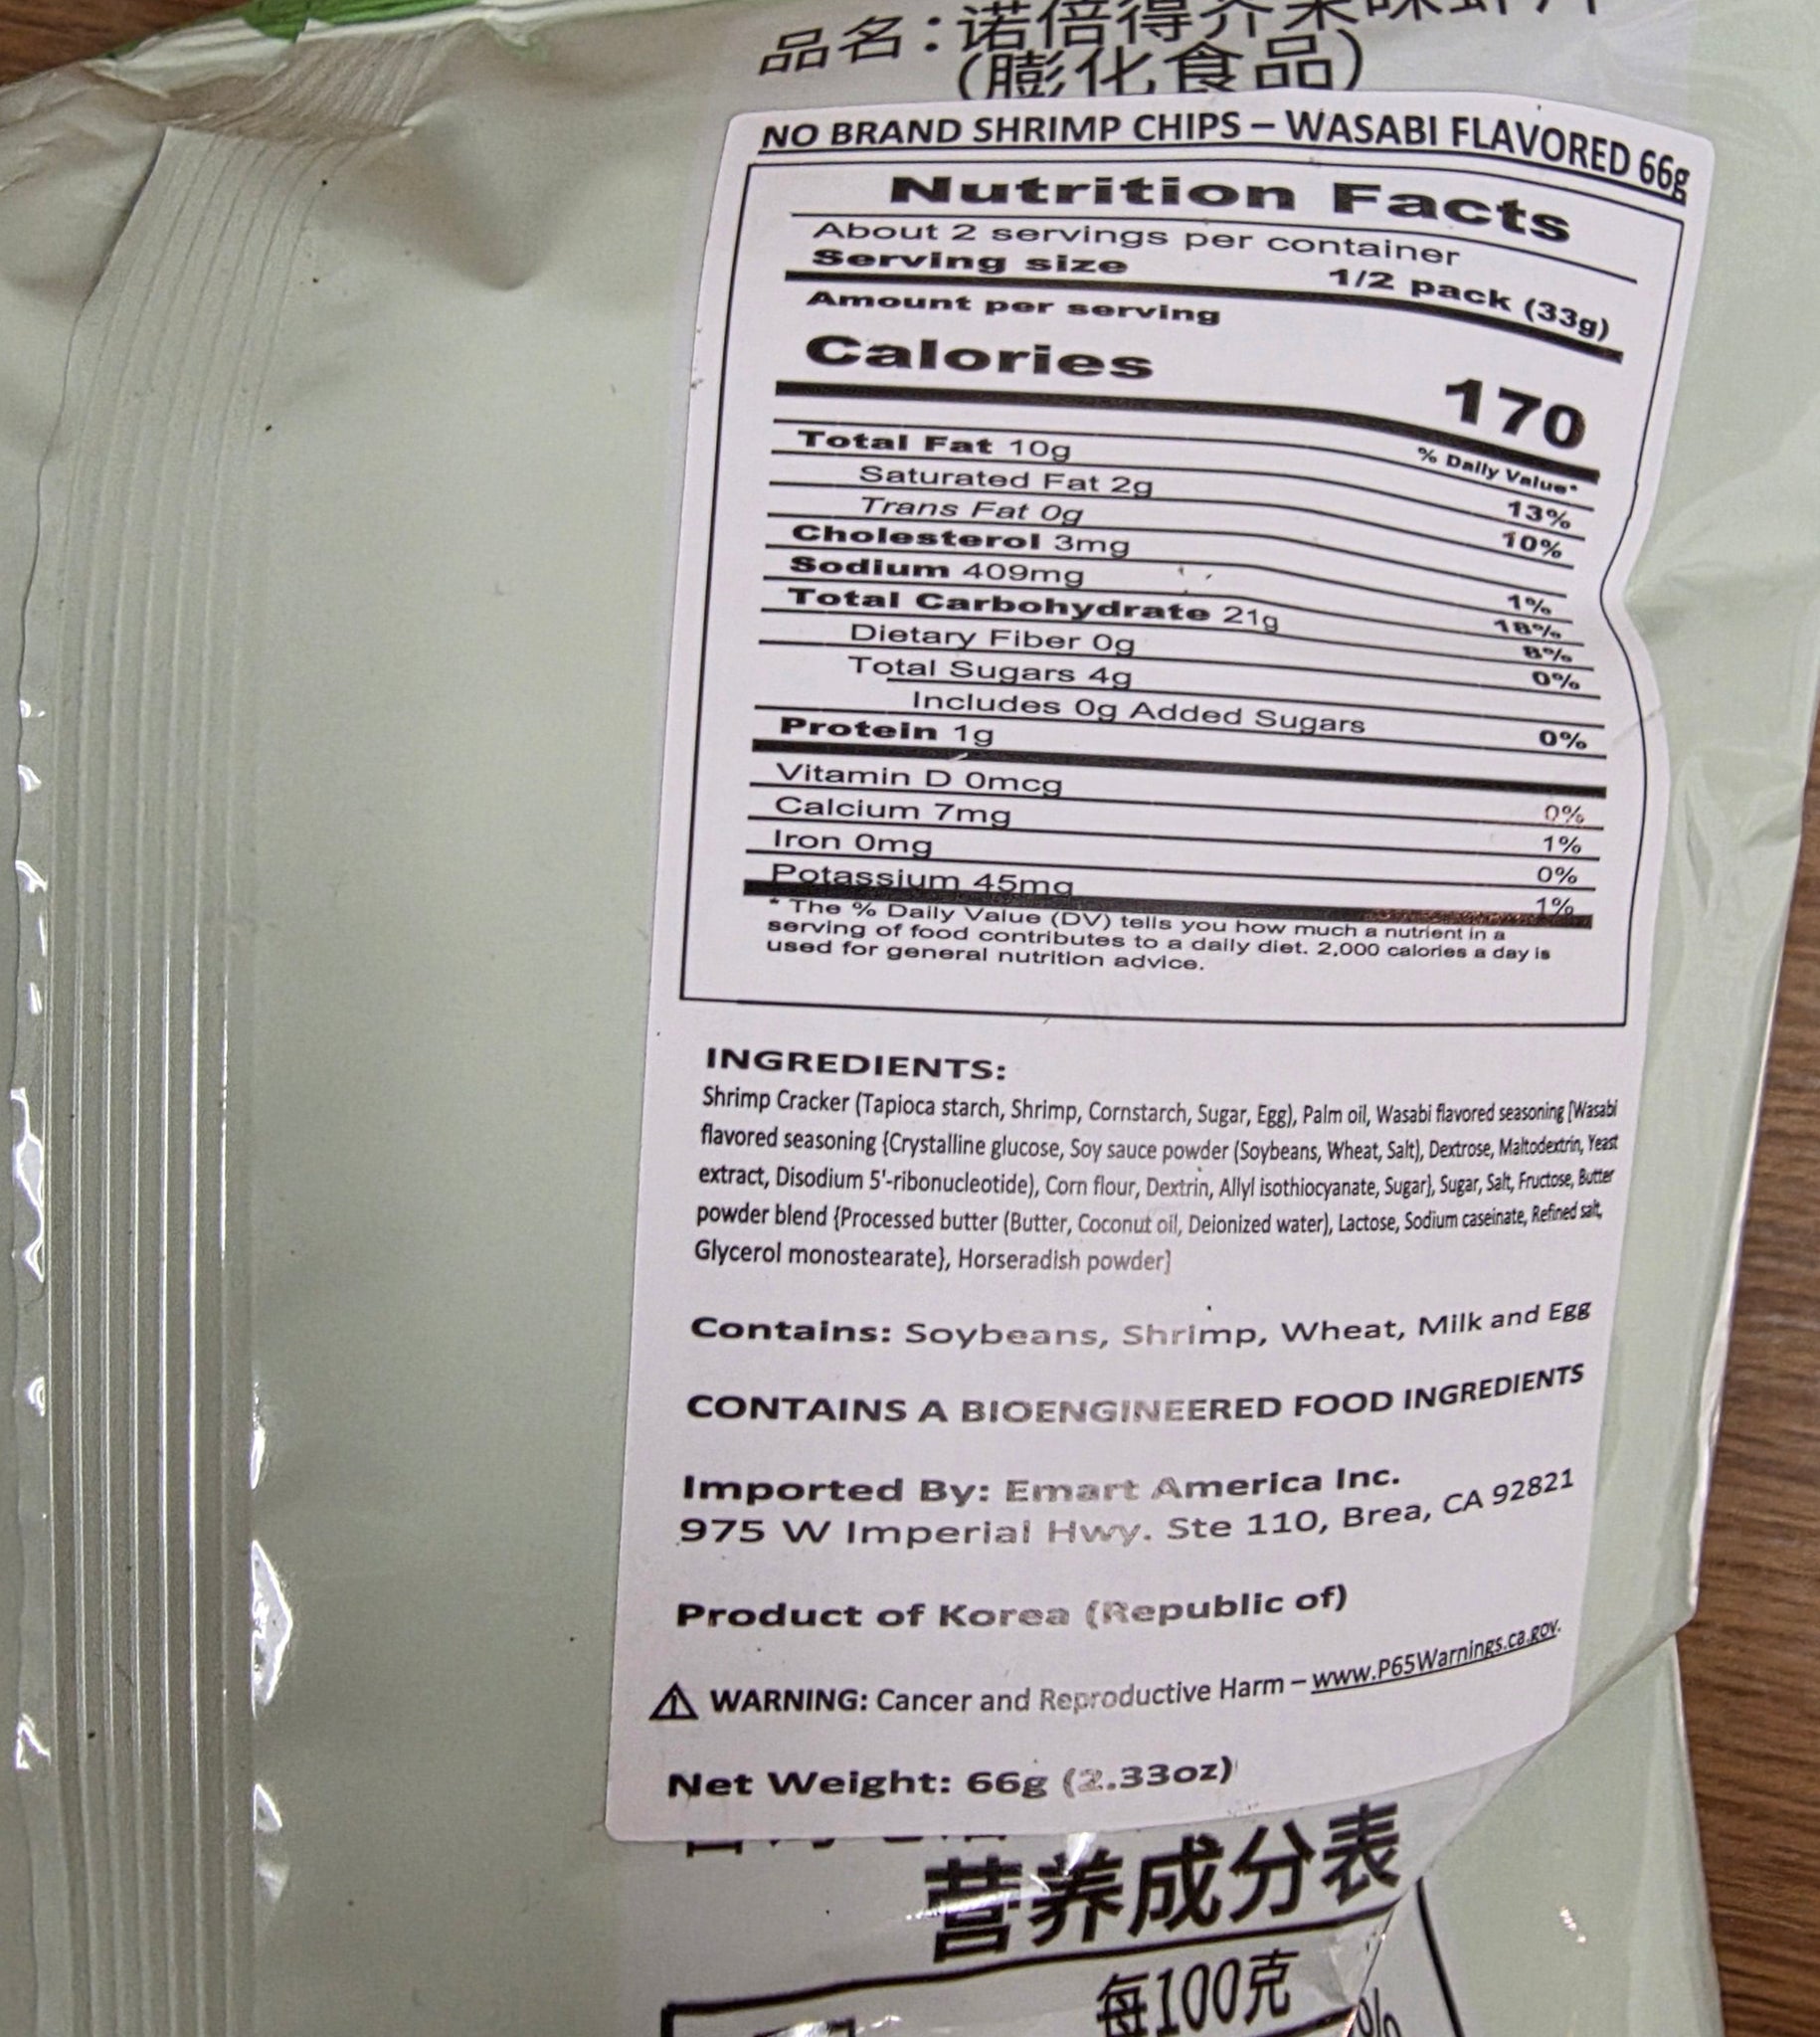 品名：诺倍得芥末味虾片
(膨化食品)
NO BRAND SHRIMP CHIPS – WASABI FLAVORED 66g
Nutrition Facts
About 2 servings per container
Serving size 1/2 pack (33g)
Amount per serving
Calories 170
% Daily Value*
Total Fat 10g 13%
Saturated Fat 2g 10%
Trans Fat 0g
Cholesterol 3mg 1%
Sodium 409mg 18%
Total Carbohydrate 21g 8%
Dietary Fiber 0g 0%
Total Sugars 4g
Includes 0g Added Sugars 0%
Protein 1g
Vitamin D 0mcg 0%
Calcium 7mg 1%
Iron 0mg 0%
Potassium 45mg 1%
* The % Daily Value (DV) tells you how much a nutrient in a
serving of food contributes to a daily diet. 2,000 calories a day is
used for general nutrition advice.
INGREDIENTS:
Shrimp Cracker (Tapioca starch, Shrimp, Cornstarch, Sugar, Egg), Palm oil, Wasabi flavored seasoning [Wasabi
flavored seasoning {Crystalline glucose, Soy sauce powder (Soybeans, Wheat, Salt), Dextrose, Maltodextrin, Yeast
extract, Disodium 5'-ribonucleotide), Corn flour, Dextrin, Allyl isothiocyanate, Sugar}, Sugar, Salt, Fructose, Butter
powder blend {Processed butter (Butter, Coconut oil, Deionized water), Lactose, Sodium caseinate, Refined salt,
Glycerol monostearate}, Horseradish powder]
Contains: Soybeans, Shrimp, Wheat, Milk and Egg
CONTAINS A BIOENGINEERED FOOD INGREDIENTS
Imported By: Emart America Inc.
975 W Imperial Hwy. Ste 110, Brea, CA 92821
Product of Korea (Republic of)
⚠ WARNING: Cancer and Reproductive Harm – www.P65Warnings.ca.gov.
Net Weight: 66g (2.33oz)
营养成分表
每100克 %